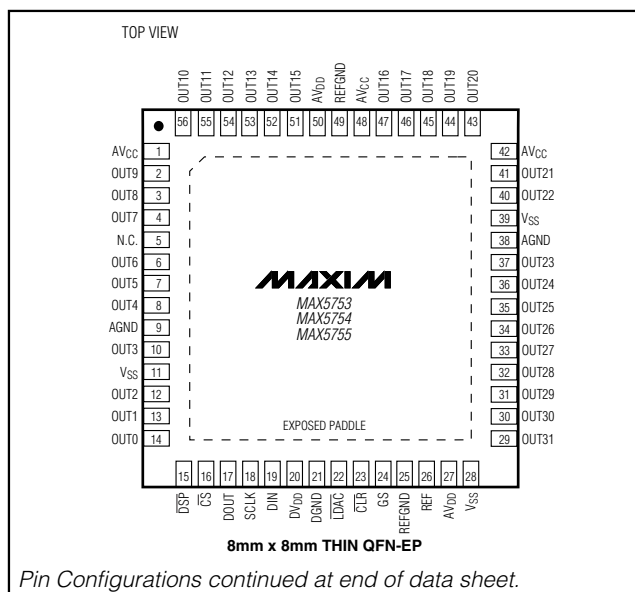 TOP VIEW
OUT10 OUT11 OUT12 OUT13 OUT14 OUT15 AVDD REFGND AVCC OUT16 OUT17 OUT18 OUT19 OUT20
56 55 54 53 52 51 50 49 48 47 46 45 44 43
AVCC 1 42 AVCC
OUT9 2 41 OUT21
OUT8 3 40 OUT22
OUT7 4 39 VSS
N.C. 5 38 AGND
OUT6 6 37 OUT23
OUT5 7 36 OUT24
OUT4 8 35 OUT25
AGND 9 34 OUT26
OUT3 10 33 OUT27
VSS 11 32 OUT28
OUT2 12 31 OUT29
OUT1 13 30 OUT30
OUT0 14 29 OUT31
MAXIM
MAX5753
MAX5754
MAX5755
EXPOSED PADDLE
15 16 17 18 19 20 21 22 23 24 25 26 27 28
DSP CS DOUT SCLK DIN DVDD DGND LDAC CLR GS REFGND REF AVDD VSS
8mm x 8mm THIN QFN-EP
Pin Configurations continued at end of data sheet.